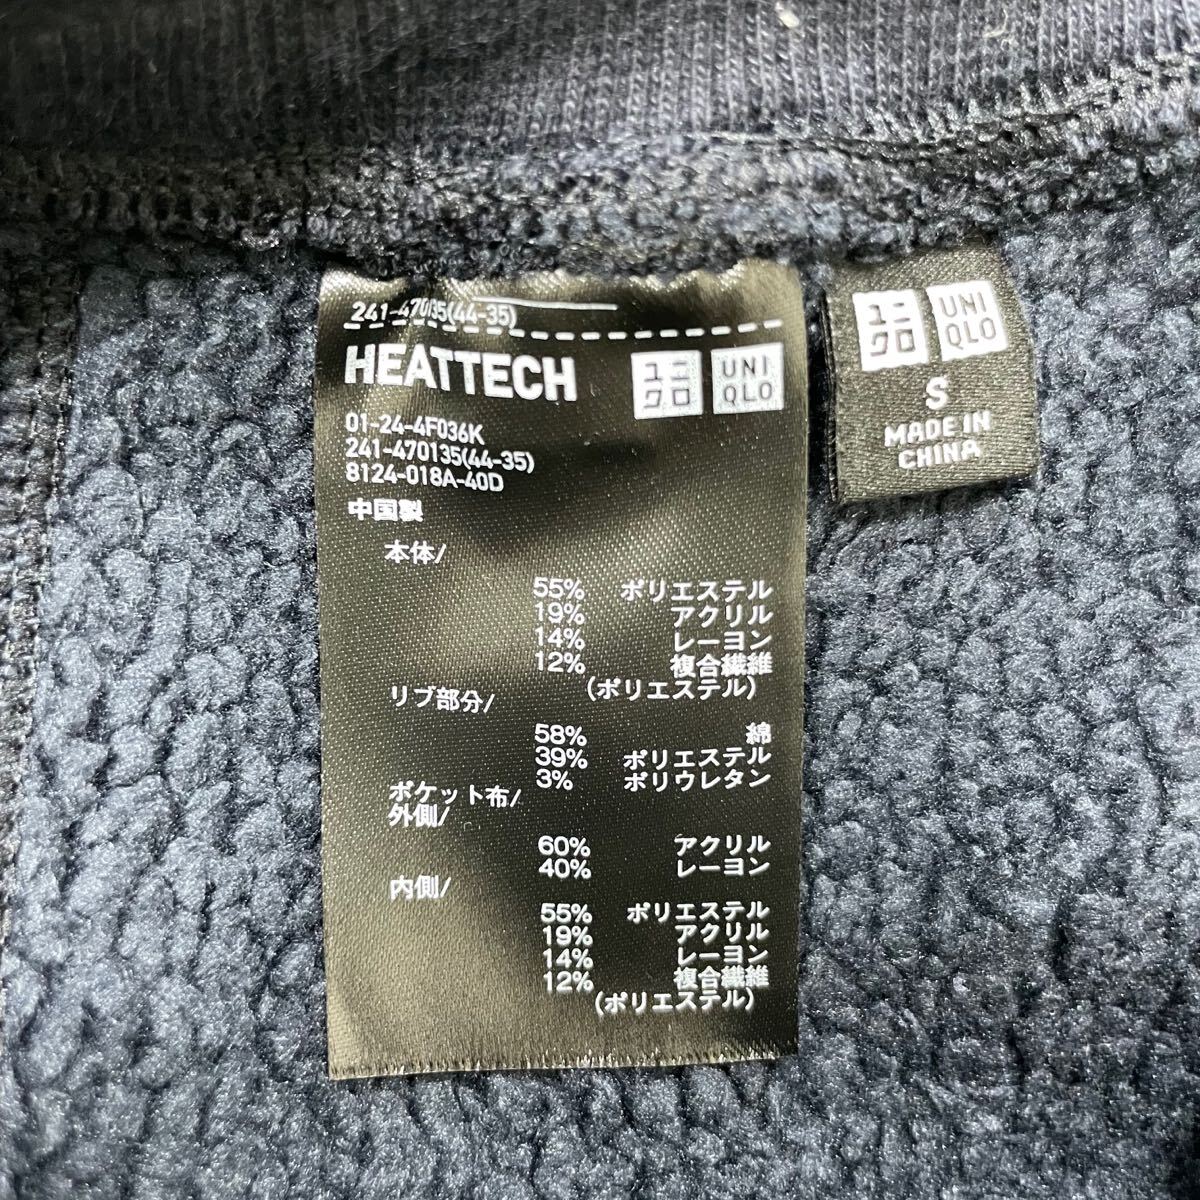 241-470135(44-35)
HEATTECH
ユニ
クロ
UNI
QLO
01-24-4F036K
241-470135(44-35)
8124-018A-40D
中国製
本体/
55% ポリエステル
19% アクリル
14% レーヨン
12% 複合繊維
(ポリエステル)
リブ部分/
58% 綿
39% ポリエステル
3% ポリウレタン
ポケット布/
外側/
60% アクリル
40% レーヨン
内側/
55% ポリエステル
19% アクリル
14% レーヨン
12% 複合繊維
(ポリエステル)
ユニ
クロ
UNI
QLO
S
MADE IN
CHINA